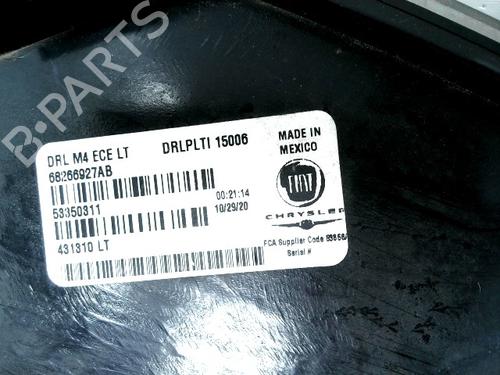 DRL M4 ECE LT DRLPLTI 15006
68266927AB
53350311
00:21:14
10/29/20
431310 LT
MADE IN
MEXICO
FIAT
CHRYSLER
FCA Supplier Code
Serial #
B-PARTS